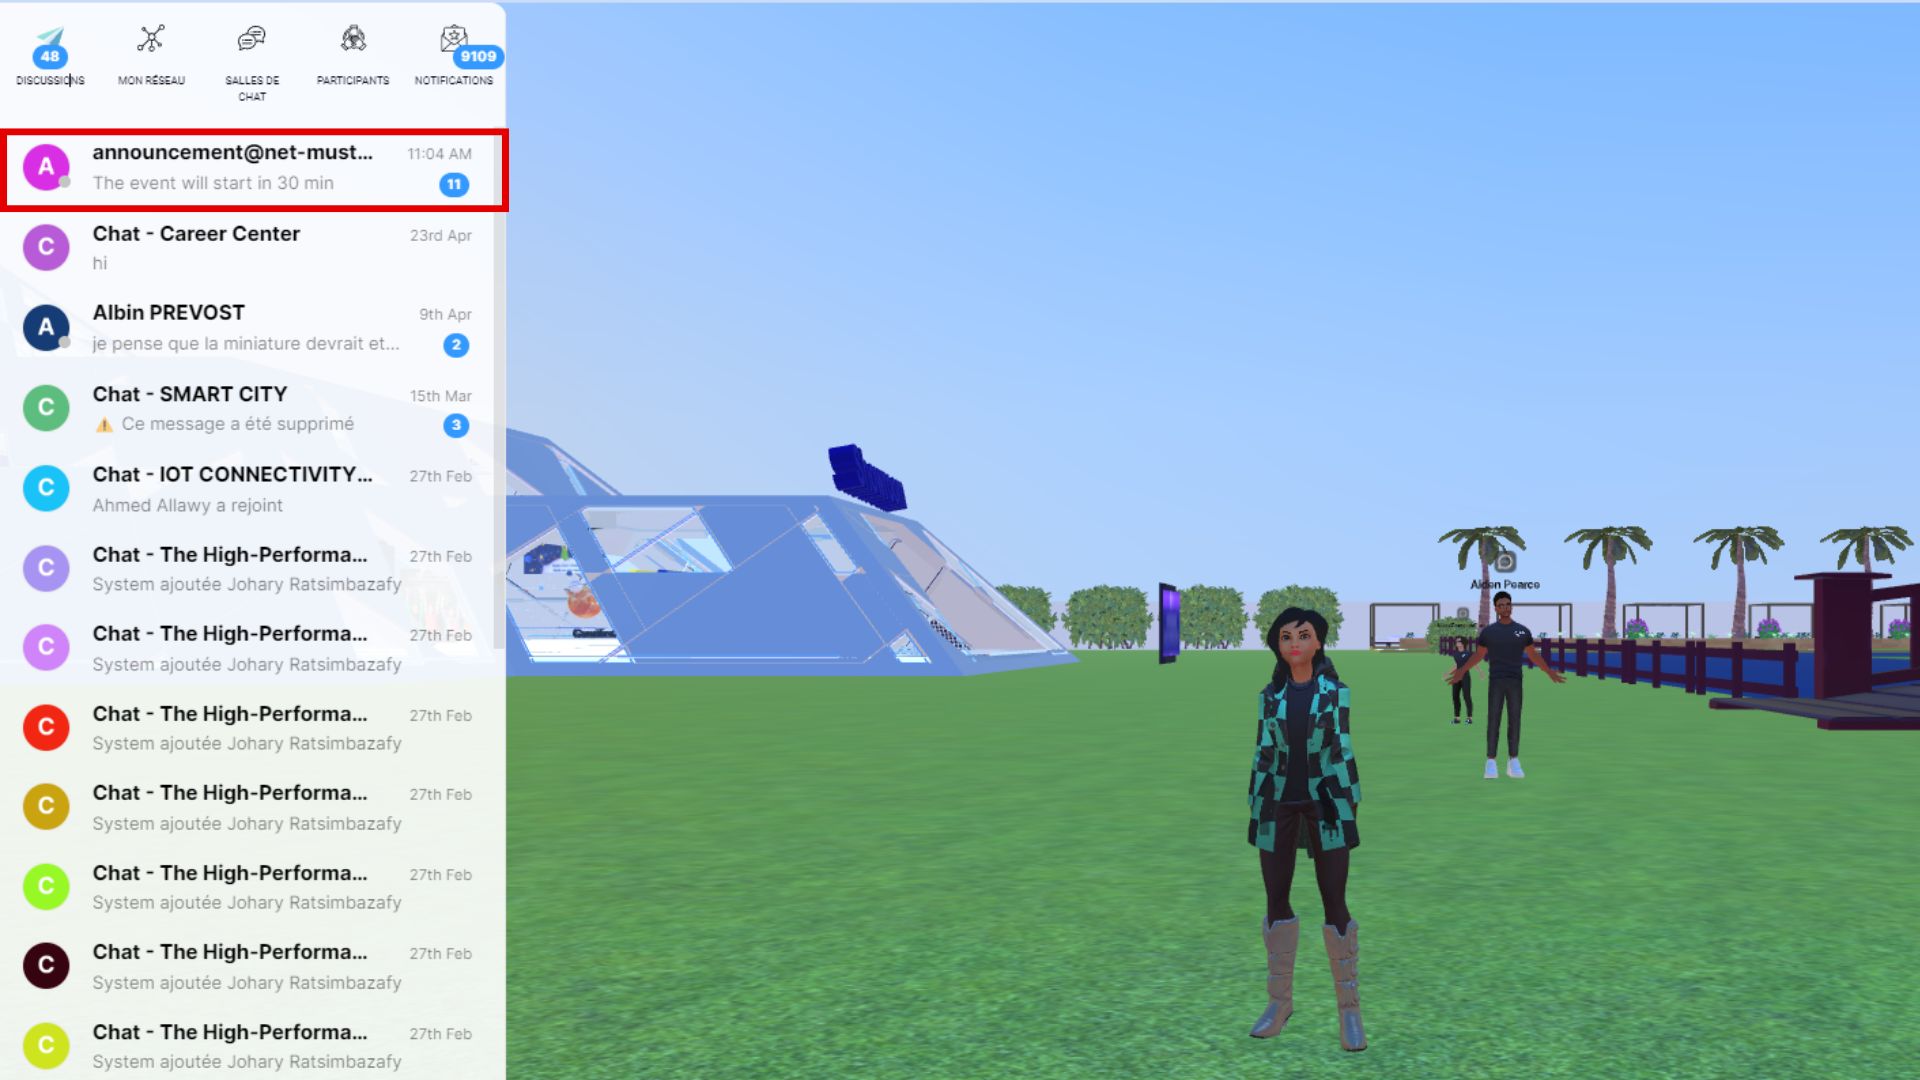 48
9109
DISCUSSIONS
MON RÉSEAU
SALLES DE
CHAT
PARTICIPANTS
NOTIFICATIONS
A
announcement@net-must...
11:04 AM
The event will start in 30 min
11
C
Chat - Career Center
23rd Apr
hi
A
Albin PREVOST
9th Apr
je pense que la miniature devrait et...
2
C
Chat - SMART CITY
15th Mar
Ce message a été supprimé
3
C
Chat - IOT CONNECTIVITY...
27th Feb
Ahmed Allawy a rejoint
C
Chat - The High-Performa...
27th Feb
System ajoutée Johary Ratsimbazafy
C
Chat - The High-Performa...
27th Feb
System ajoutée Johary Ratsimbazafy
C
Chat - The High-Performa...
27th Feb
System ajoutée Johary Ratsimbazafy
C
Chat - The High-Performa...
27th Feb
System ajoutée Johary Ratsimbazafy
C
Chat - The High-Performa...
27th Feb
System ajoutée Johary Ratsimbazafy
C
Chat - The High-Performa...
27th Feb
System ajoutée Johary Ratsimbazafy
C
Chat - The High-Performa...
27th Feb
System ajoutée Johary Ratsimbazafy
Aiden Pearce